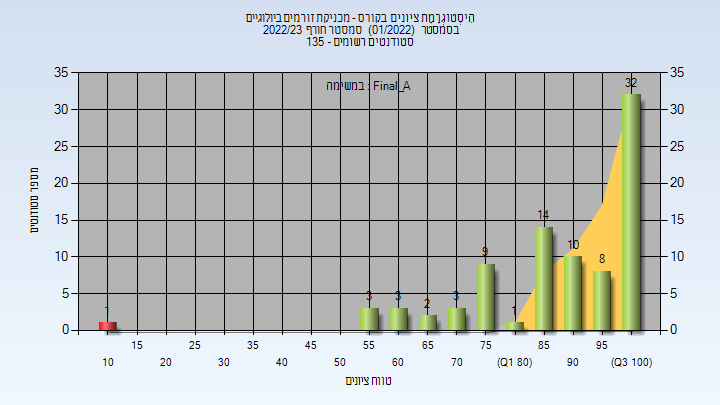 היסטוגרמת ציונים בקורס - מכניקת זורמים ביולוגיים
בסמסטר (01/2022) סמסטר חורף 2022/23
סטודנטים רשומים - 135
במשימה : Final_A
מספר סטודנטים
35 35
30 30
25 25
20 20
15 15
10 10
5 5
0 0
1 3 3 2 3 9 1 14 10 8 32
15 25 35 45 55 65 75 85 95
10 20 30 40 50 60 70 (Q1 80) 90 (Q3 100)
טווח ציונים